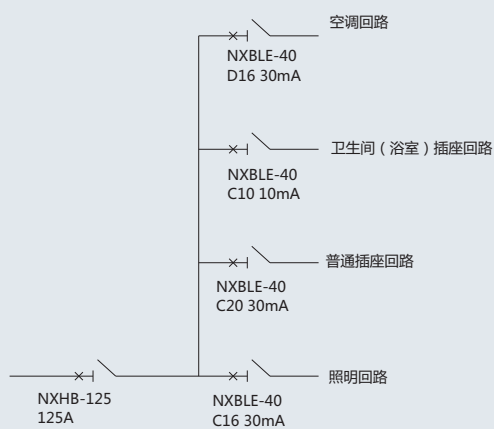 空调回路
NXBLE-40
D16 30mA
卫生间（浴室）插座回路
NXBLE-40
C10 10mA
普通插座回路
NXBLE-40
C20 30mA
照明回路
NXHB-125
125A
NXBLE-40
C16 30mA